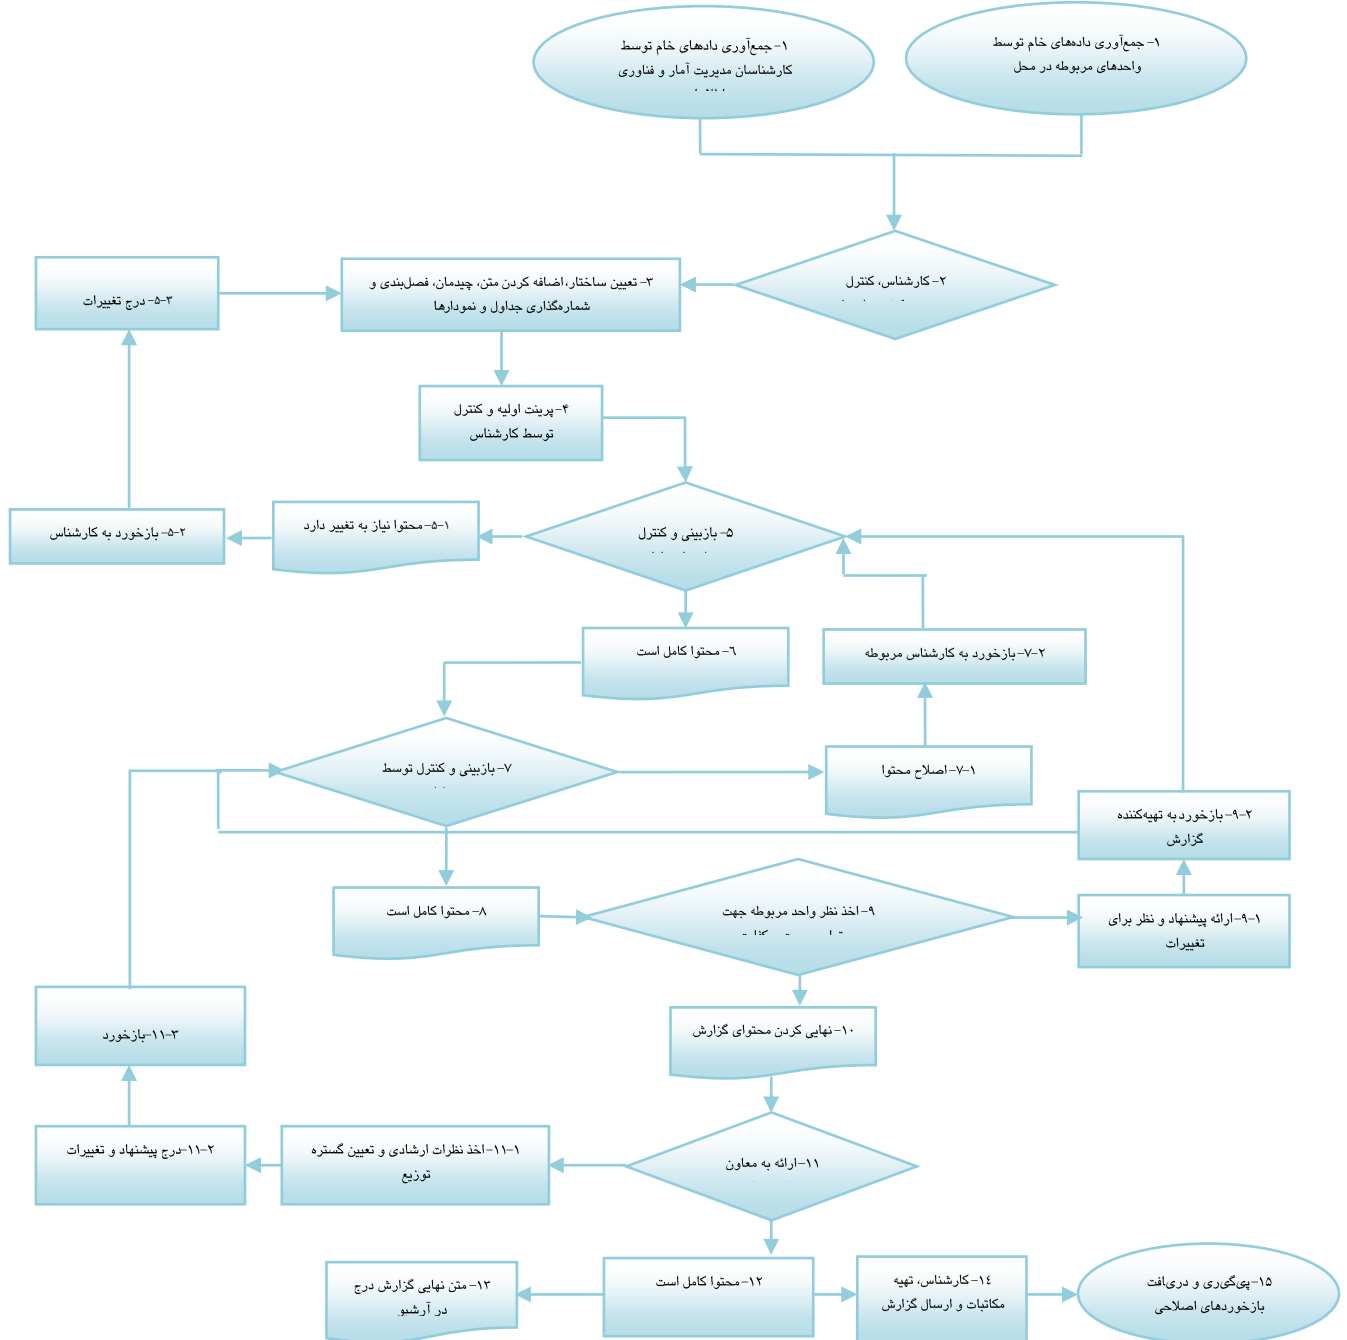 ۱- جمع‌آوری داده‌های خام توسط
واحدهای مربوطه در محل
۱- جمع‌آوری داده‌های خام توسط
کارشناسان مدیریت آمار و فناوری
۲- کارشناس، کنترل
۳- تعیین ساختار، اضافه کردن متن، چیدمان، فصل‌بندی و
شماره‌گذاری جداول و نمودارها
۵-۳- درج تغییرات
۴- پرینت اولیه و کنترل
توسط کارشناس
۵- بازبینی و کنترل
۵-۱- محتوا نیاز به تغییر دارد
۵-۲- بازخورد به کارشناس
۶- محتوا کامل است
۷-۲- بازخورد به کارشناس مربوطه
۷- بازبینی و کنترل توسط
۷-۱- اصلاح محتوا
۹-۲- بازخورد به تهیه‌کننده
گزارش
۸- محتوا کامل است
۹- اخذ نظر واحد مربوطه جهت
۹-۱- ارائه پیشنهاد و نظر برای
تغییرات
۱۰- نهایی کردن محتوای گزارش
۱۱-۳-بازخورد
۱۱-ارائه به معاون
۱۱-۱-اخذ نظرات ارشادی و تعیین گستره
توزیع
۱۱-۲-درج پیشنهاد و تغییرات
۱۲-محتوا کامل است
۱۳- متن نهایی گزارش درج
در آرشیو
۱۴- کارشناس، تهیه
مکاتبات و ارسال گزارش
۱۵-پی‌گیری و دریافت
بازخوردهای اصلاحی